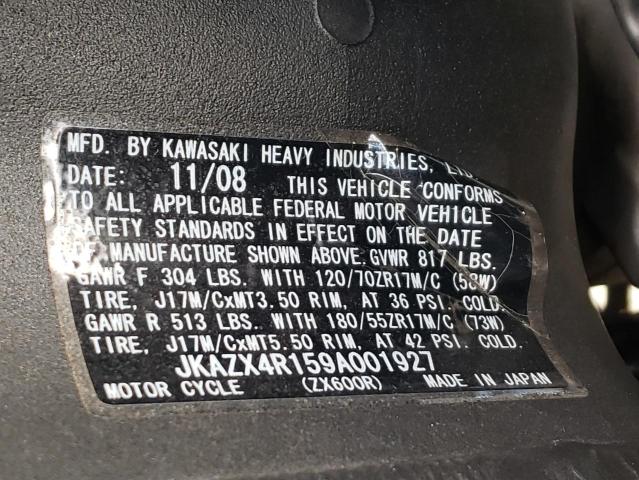 MFD. BY KAWASAKI HEAVY INDUSTRIES, LTD.
DATE: 11/08 THIS VEHICLE CONFORMS
TO ALL APPLICABLE FEDERAL MOTOR VEHICLE
SAFETY STANDARDS IN EFFECT ON THE DATE
OF MANUFACTURE SHOWN ABOVE. GVWR 817 LBS.
GAWR F 304 LBS. WITH 120/70ZR17M/C (58W)
TIRE, J17M/CxMT3.50 RIM, AT 36 PSI. COLD.
GAWR R 513 LBS. WITH 180/55ZR17M/C (73W)
TIRE, J17M/CxMT5.50 RIM, AT 42 PSI. COLD.
JKAZX4R159A001927
MOTOR CYCLE (ZX600R) MADE IN JAPAN